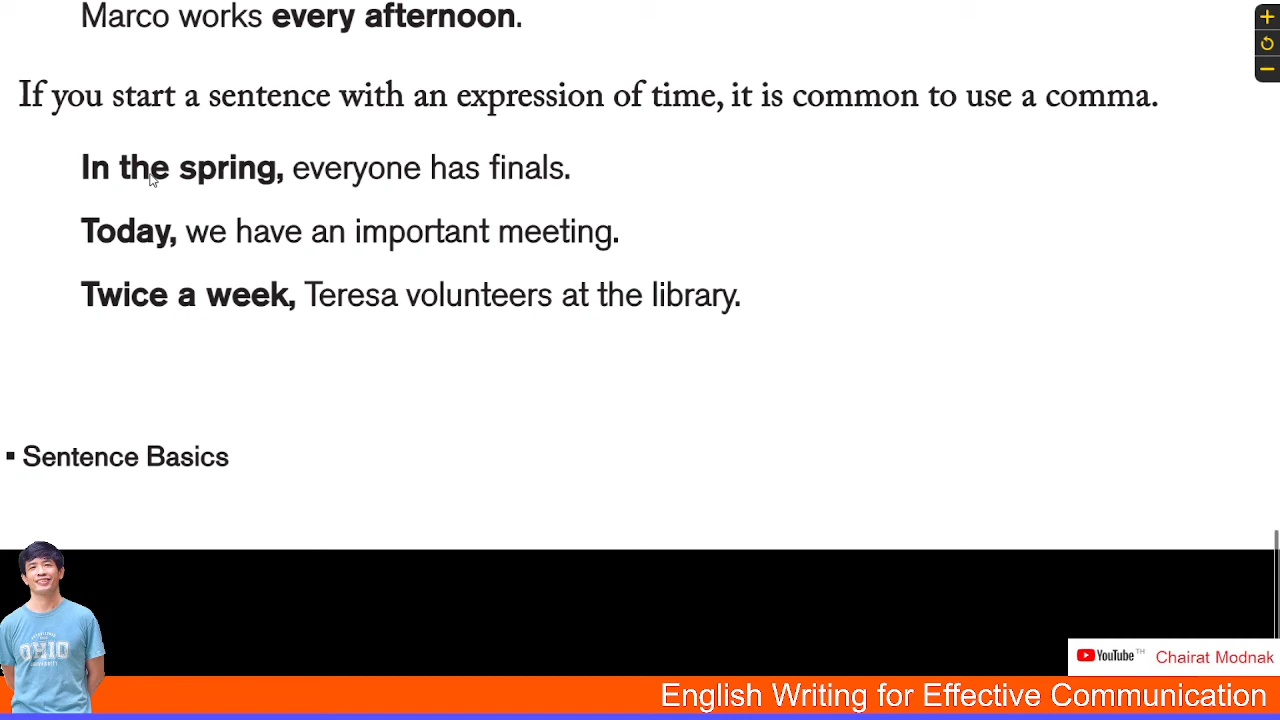 Marco works every afternoon.
If you start a sentence with an expression of time, it is common to use a comma.
In the spring, everyone has finals.
Today, we have an important meeting.
Twice a week, Teresa volunteers at the library.
▪ Sentence Basics
OHIO
YouTube TH Chairat Modnak
English Writing for Effective Communication